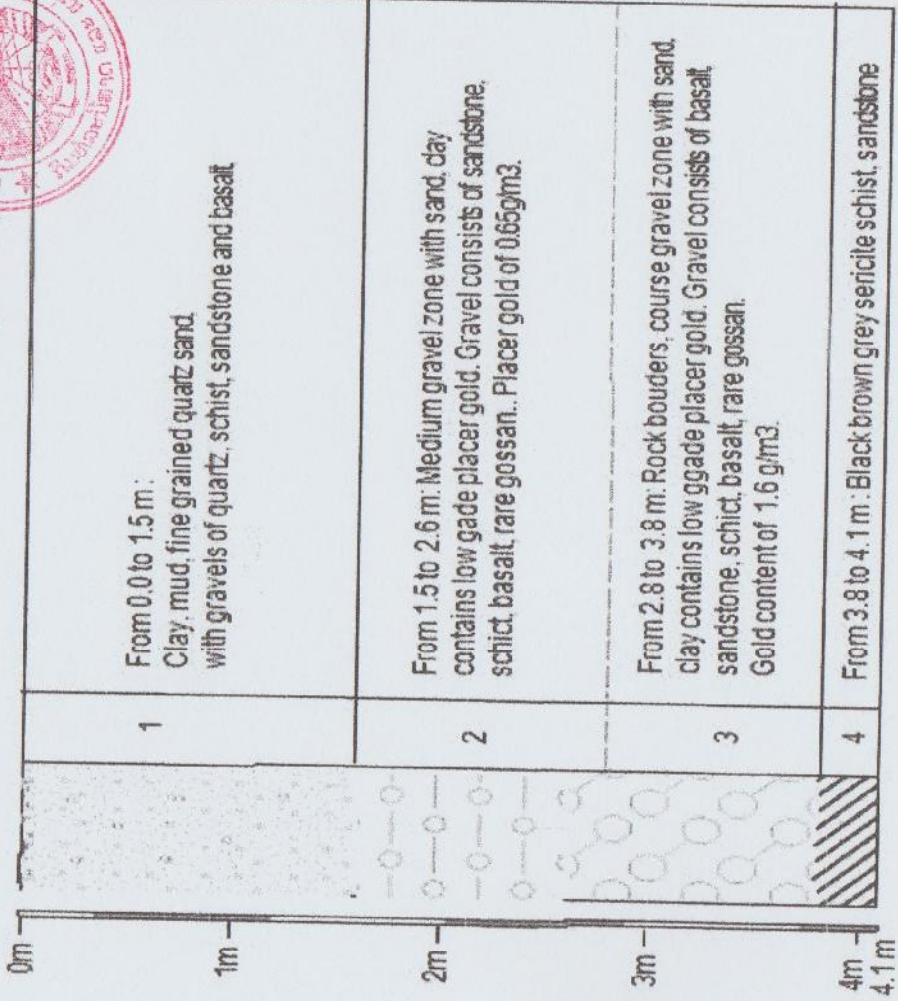 0m
1m
2m
3m
4m
4.1 m
1
From 0,0 to 1.5 m :
Clay, mud, fine grained quartz sand,
with gravels of quartz, schist, sandstone and basalt.
2
From 1.5 to 2.6 m: Medium gravel zone with sand, day
contains low gade placer gold. Gravel consists of sandstone,
schict, basalt, rare gossan.. Placer gold of 0.65g/m3.
3
From 2.8 to 3.8 m: Rock bouders, course gravel zone with sand,
clay contains low ggade placer gold. Gravel consists of basalt,
sandstone, schict, basalt, rare gossan.
Gold content of 1.6 g/m3.
4
From 3.8 to 4.1 m : Black brown grey sericite schist, sandstone